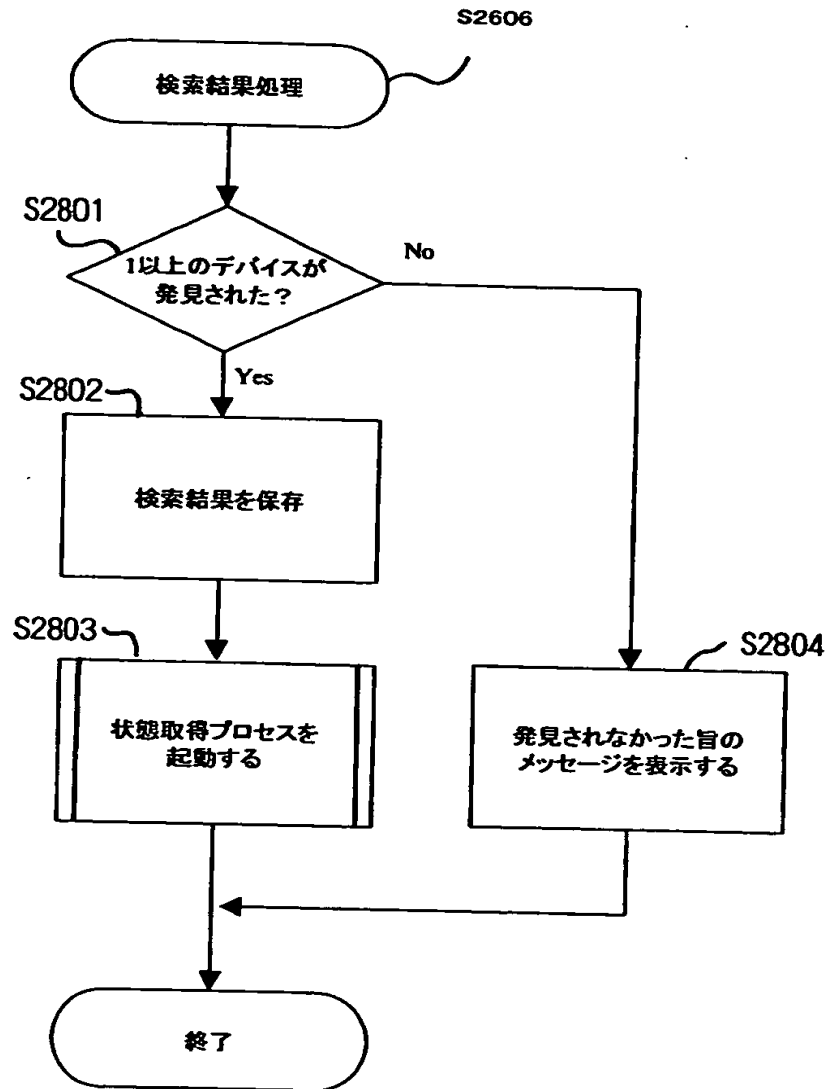 S2606
検索結果処理
S2801
1以上のデバイスが
発見された？
No
Yes
S2802
検索結果を保存
S2803
状態取得プロセスを
起動する
S2804
発見されなかった旨の
メッセージを表示する
終了